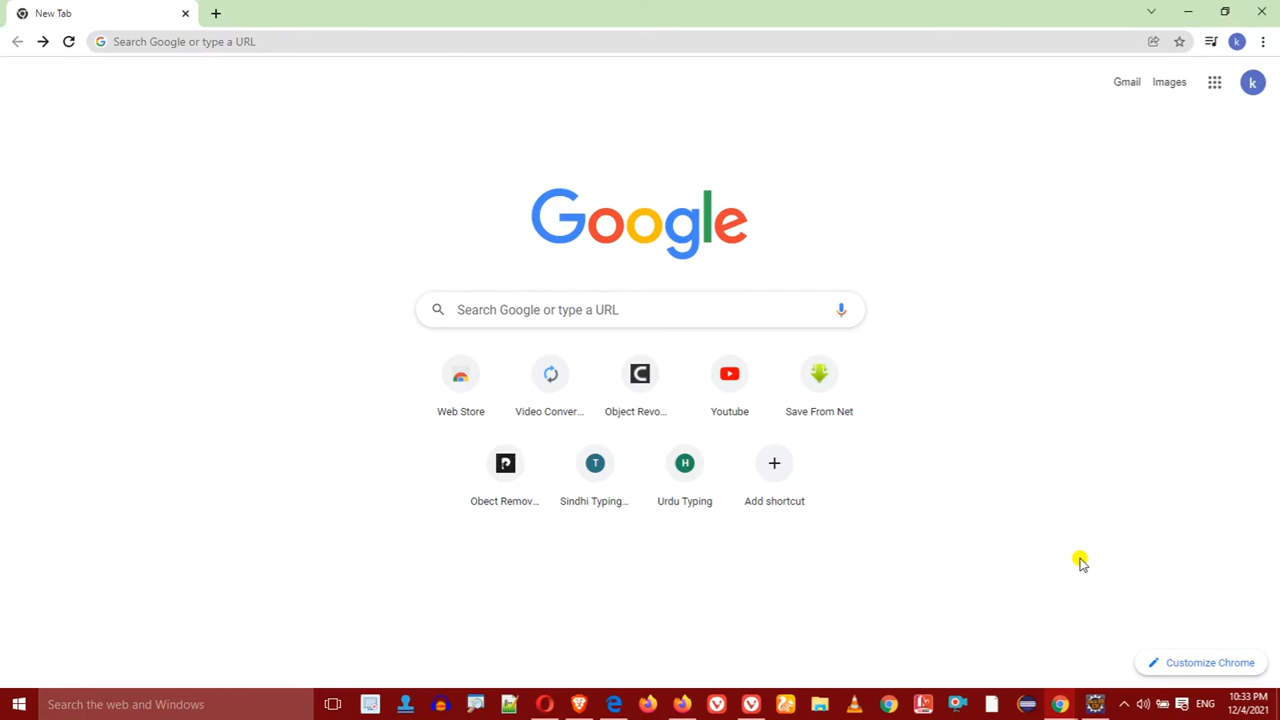 New Tab
Search Google or type a URL
k
Gmail
Images
k
Google
Search Google or type a URL
Web Store
Video Conver...
Object Revo...
Youtube
Save From Net
Obect Remov...
T
Sindhi Typing...
H
Urdu Typing
Add shortcut
Customize Chrome
Search the web and Windows
ENG
10:33 PM
12/4/2021